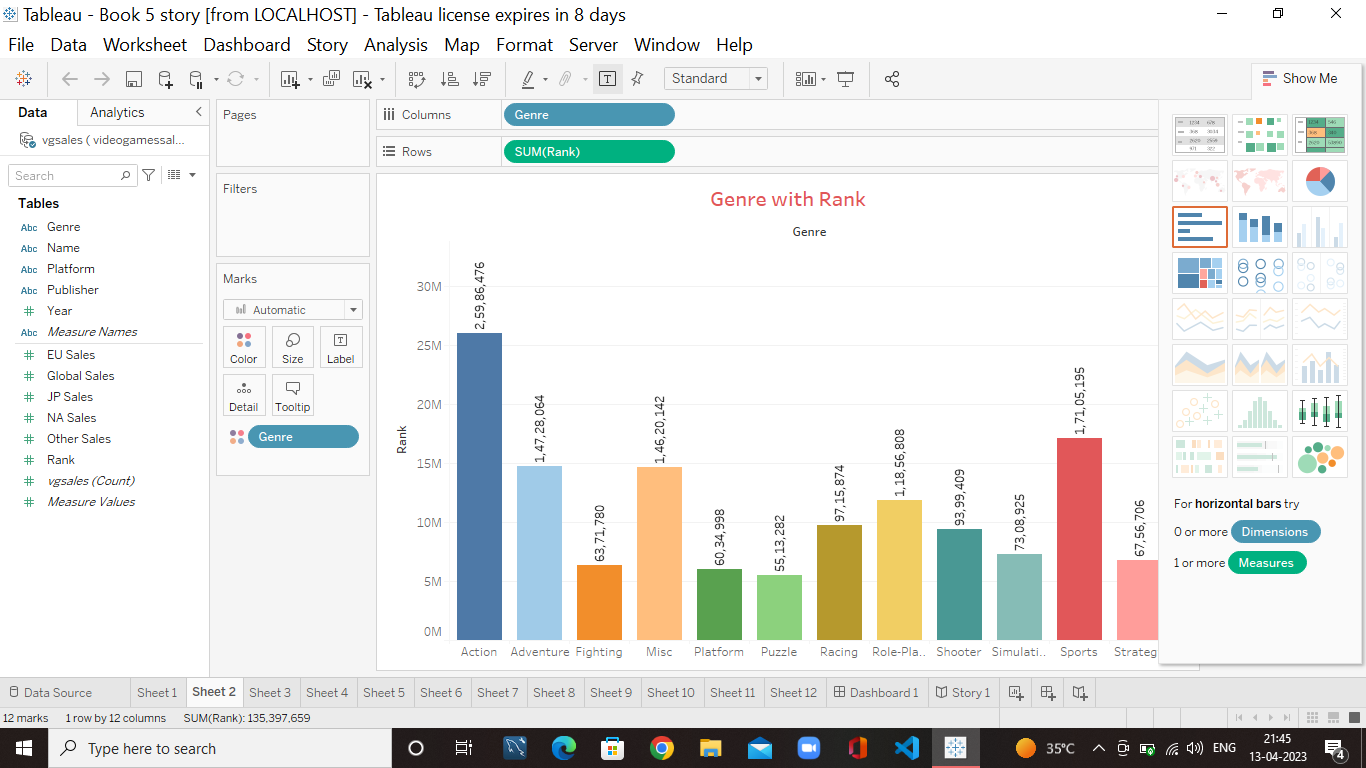 Tableau - Book 5 story [from LOCALHOST] - Tableau license expires in 8 days
File Data Worksheet Dashboard Story Analysis Map Format Server Window Help
Standard
Show Me
Data Analytics
vgsales ( videogamessal...
Search
Tables
Abc Genre
Abc Name
Abc Platform
Abc Publisher
# Year
Abc Measure Names
# EU Sales
# Global Sales
# JP Sales
# NA Sales
# Other Sales
# Rank
# vgsales (Count)
# Measure Values
Pages
Filters
Marks
Automatic
Color Size Label
Detail Tooltip
Genre
Columns Genre
Rows SUM(Rank)
Genre with Rank
Genre
Rank
30M
25M
20M
15M
10M
5M
0M
2,59,86,476
1,47,28,064
63,71,780
1,46,20,142
60,34,998
55,13,282
97,15,874
1,18,56,808
93,99,409
73,08,925
1,71,05,195
67,56,706
Action Adventure Fighting Misc Platform Puzzle Racing Role-Pla.. Shooter Simulati.. Sports Strateg
For horizontal bars try
0 or more Dimensions
1 or more Measures
Data Source Sheet 1 Sheet 2 Sheet 3 Sheet 4 Sheet 5 Sheet 6 Sheet 7 Sheet 8 Sheet 9 Sheet 10 Sheet 11 Sheet 12 Dashboard 1 Story 1
12 marks 1 row by 12 columns SUM(Rank): 135,397,659
Type here to search
35°C
ENG
21:45
13-04-2023
4